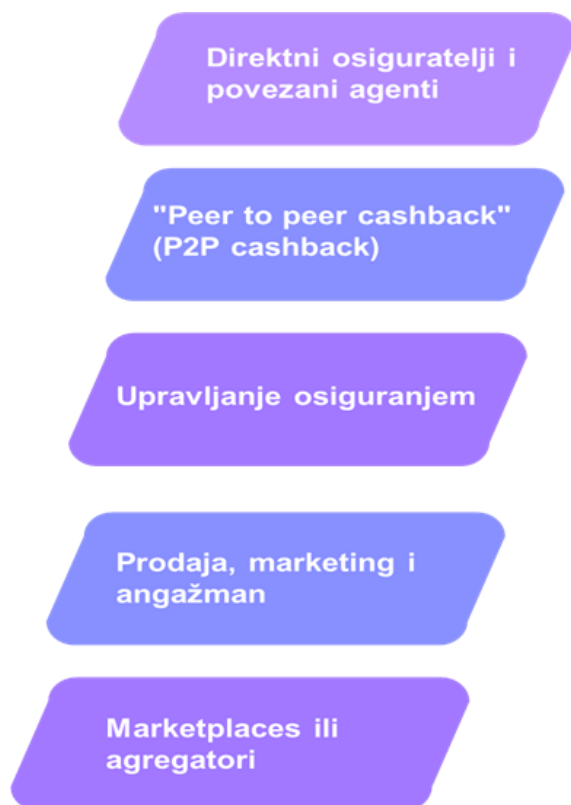 Direktni osiguratelji i
povezani agenti
"Peer to peer cashback"
(P2P cashback)
Upravljanje osiguranjem
Prodaja, marketing i
angažman
Marketplaces ili
agregatori